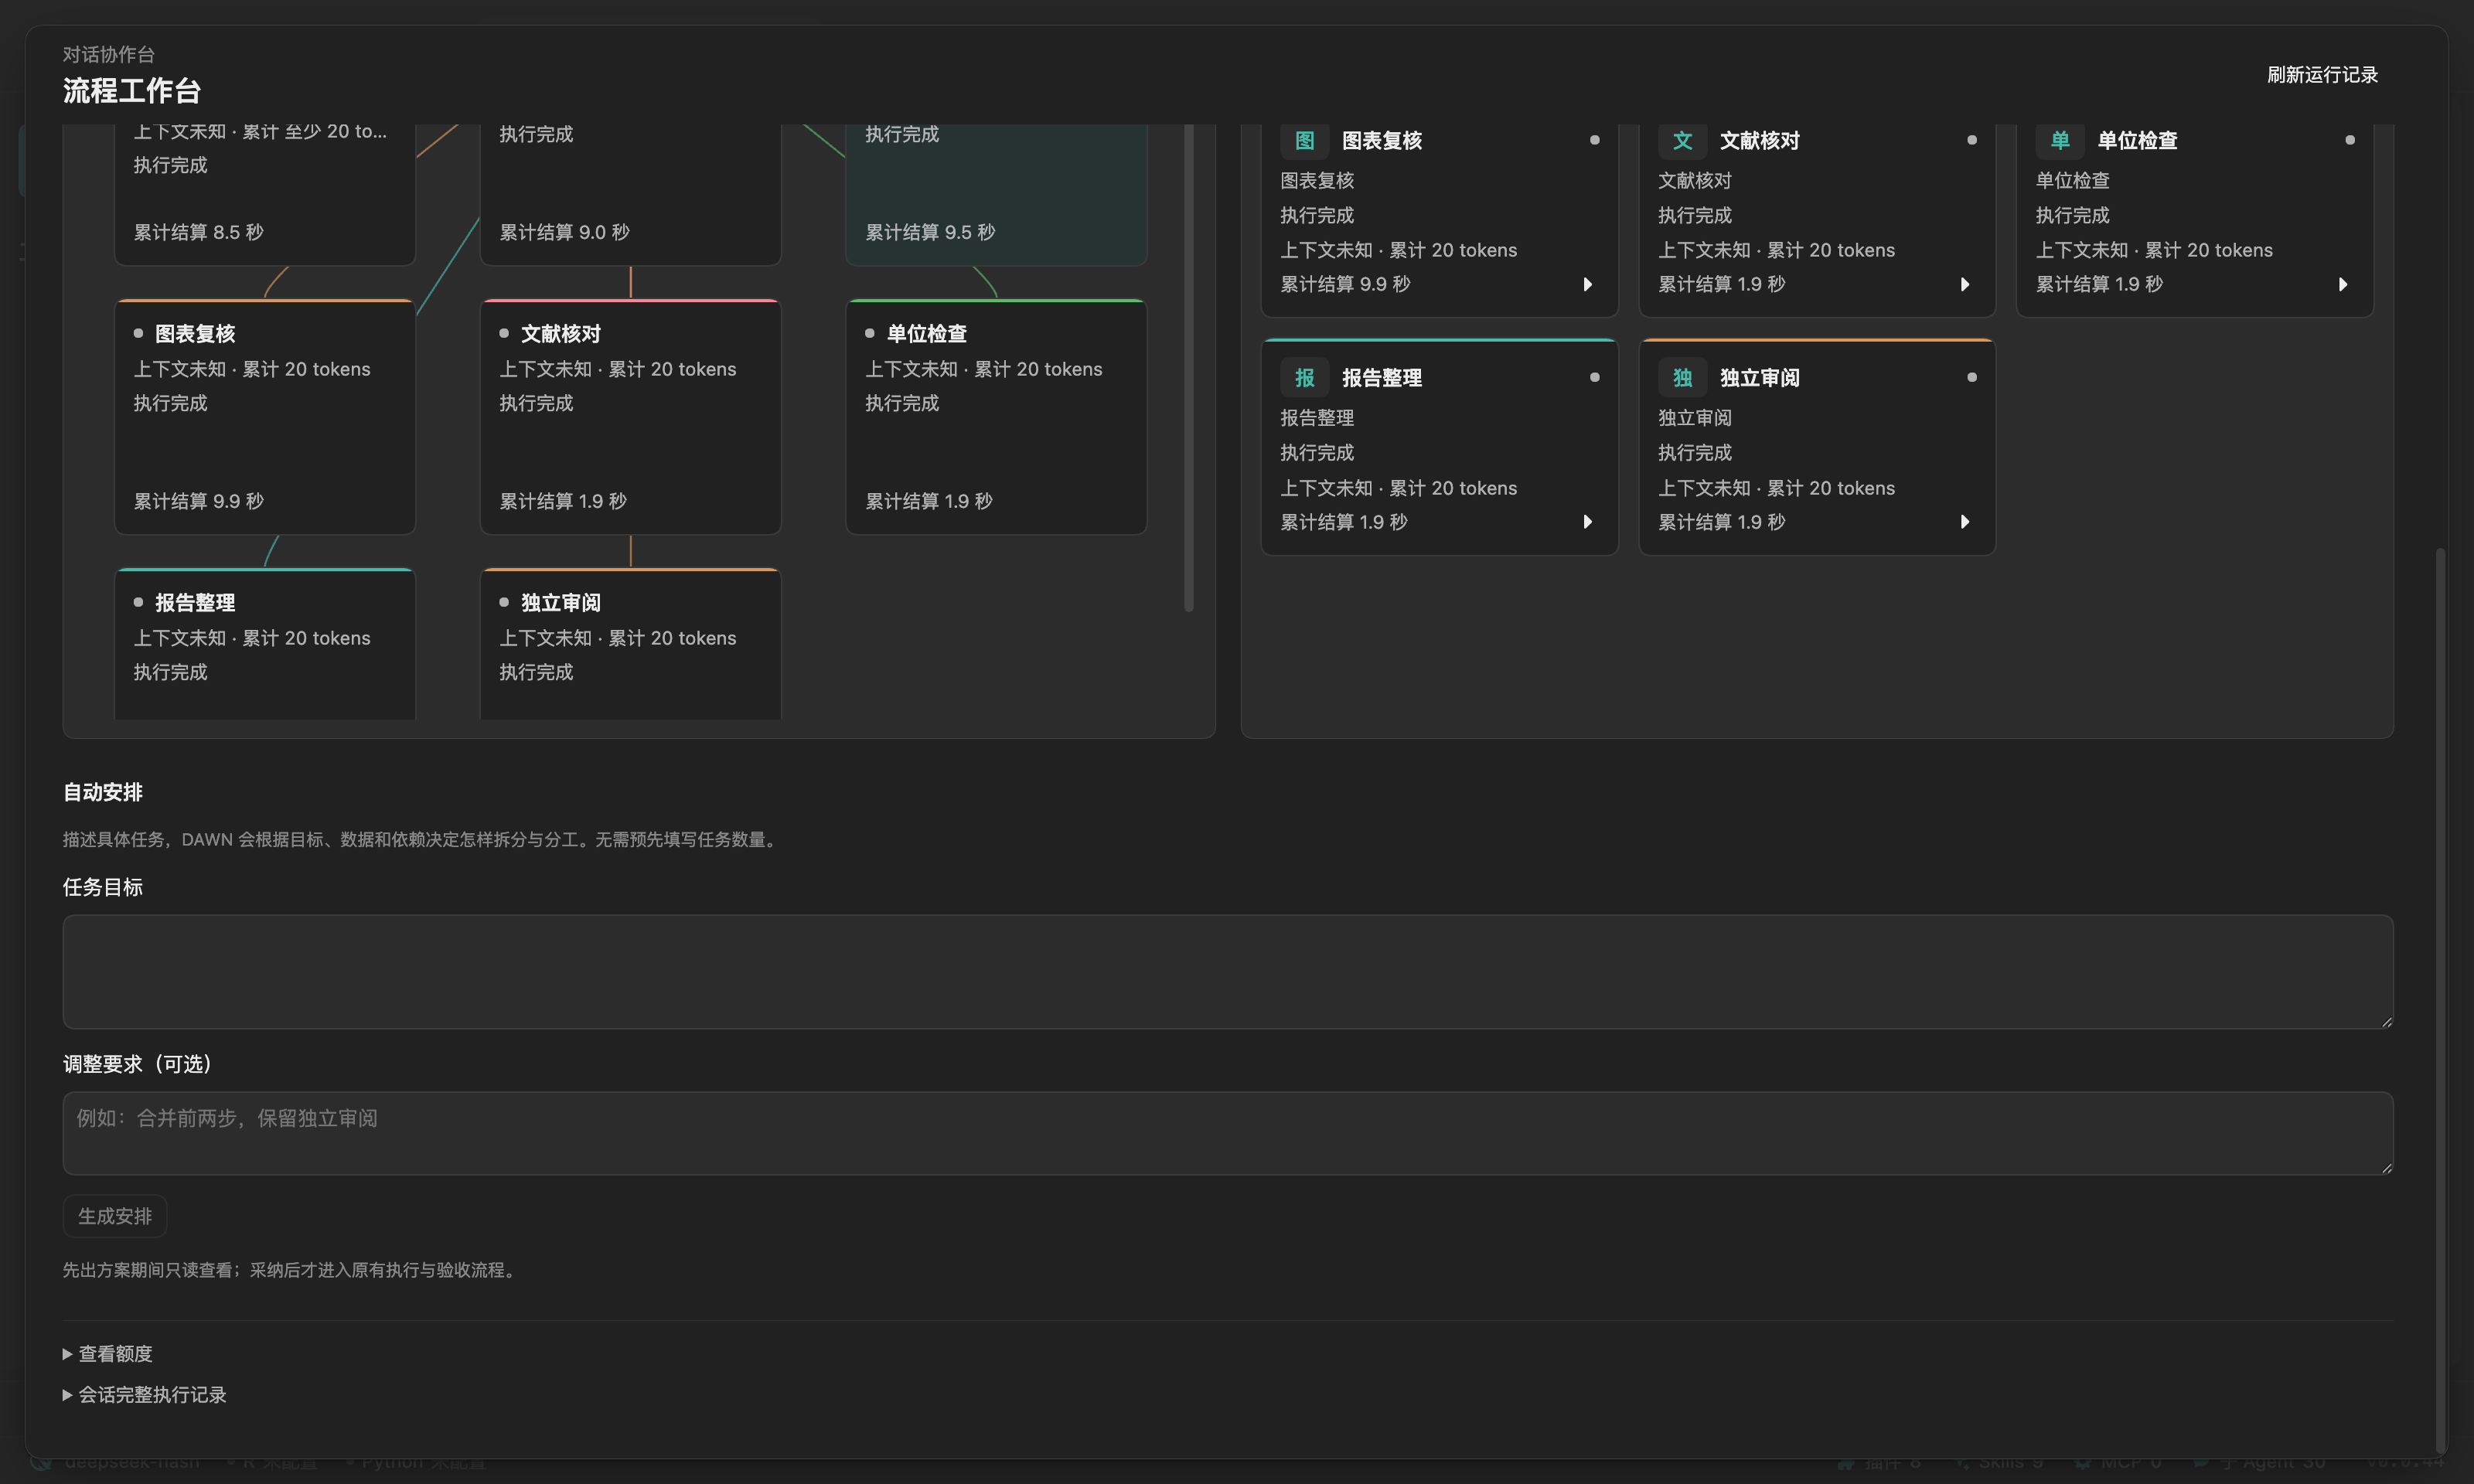 对话协作台
流程工作台
刷新运行记录
上下文未知 · 累计 至少 20 to...
执行完成
累计结算 8.5 秒
执行完成
累计结算 9.0 秒
执行完成
累计结算 9.5 秒
图表复核
上下文未知 · 累计 20 tokens
执行完成
累计结算 9.9 秒
文献核对
上下文未知 · 累计 20 tokens
执行完成
累计结算 1.9 秒
单位检查
上下文未知 · 累计 20 tokens
执行完成
累计结算 1.9 秒
报告整理
上下文未知 · 累计 20 tokens
执行完成
独立审阅
上下文未知 · 累计 20 tokens
执行完成
图 图表复核
图表复核
执行完成
上下文未知 · 累计 20 tokens
累计结算 9.9 秒
文 文献核对
文献核对
执行完成
上下文未知 · 累计 20 tokens
累计结算 1.9 秒
单 单位检查
单位检查
执行完成
上下文未知 · 累计 20 tokens
累计结算 1.9 秒
报 报告整理
报告整理
执行完成
上下文未知 · 累计 20 tokens
累计结算 1.9 秒
独 独立审阅
独立审阅
执行完成
上下文未知 · 累计 20 tokens
累计结算 1.9 秒
自动安排
描述具体任务，DAWN 会根据目标、数据和依赖决定怎样拆分与分工。无需预先填写任务数量。
任务目标
调整要求（可选）
例如：合并前两步，保留独立审阅
生成安排
先出方案期间只读查看；采纳后才进入原有执行与验收流程。
查看额度
会话完整执行记录
R 未配置
Python 未配置
插件 8
Skills 9
MCP 0
子 Agent 30